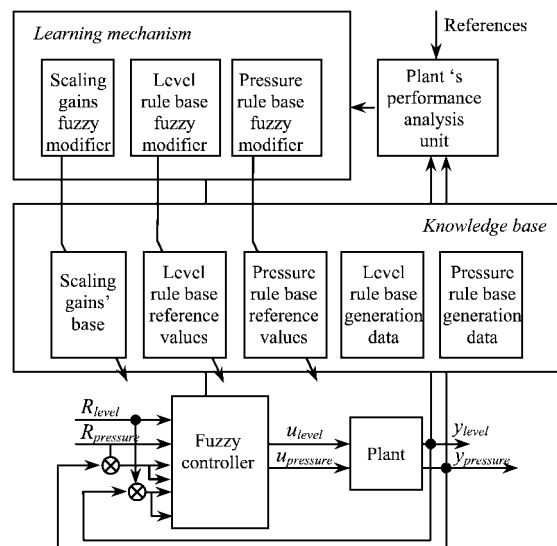 Learning mechanism
References
Scaling
gains
fuzzy
modifier
Level
rule base
fuzzy
modifier
Pressure
rule base
fuzzy
modifier
Plant ‘s
performance
analysis
unit
Knowledge base
Scaling
gains’
base
Level
rule base
reference
values
Pressure
rule base
reference
values
Level
rule base
generation
data
Pressure
rule base
generation
data
R_level
R_pressure
Fuzzy
controller
u_level
u_pressure
Plant
y_level
y_pressure